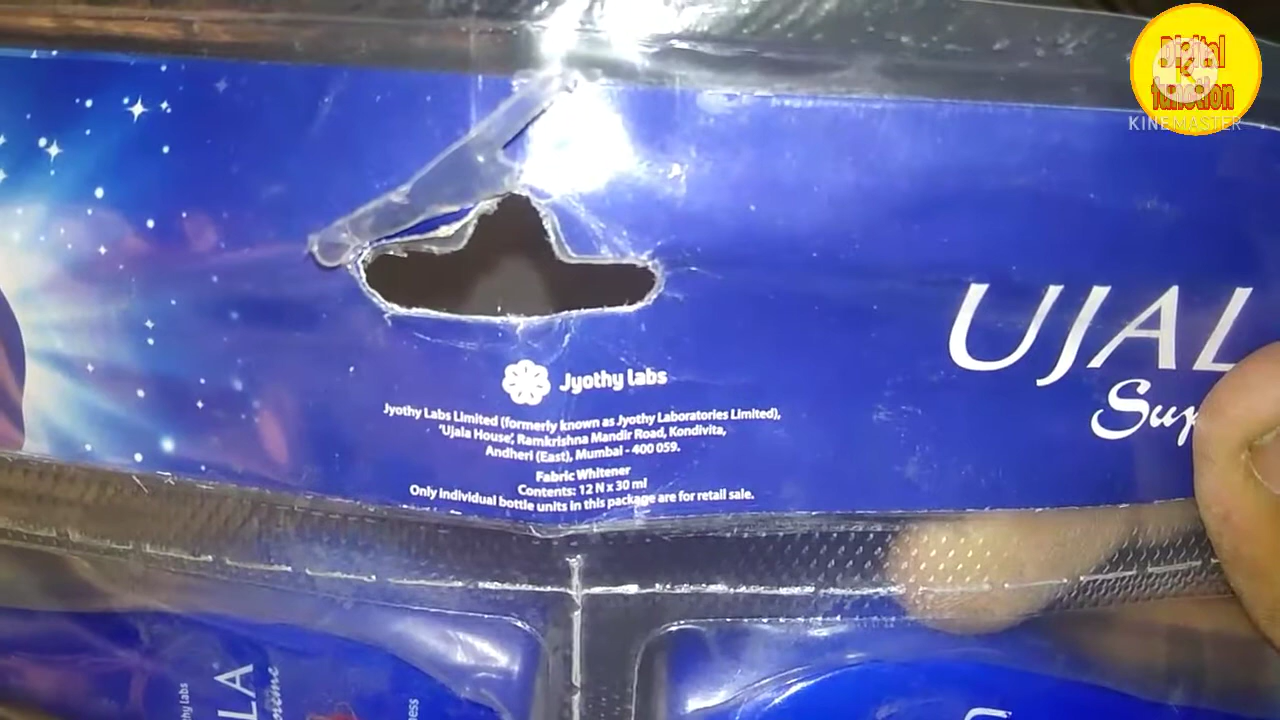 Digital
function
KINEMASTER
UJAL
Sup
Jyothy labs
Jyothy Labs Limited (formerly known as Jyothy Laboratories Limited),
'Ujala House', Ramkrishna Mandir Road, Kondivita,
Andheri (East), Mumbai - 400 059.
Fabric Whitener
Contents: 12 N x 30 ml
Only individual bottle units in this package are for retail sale.
LA